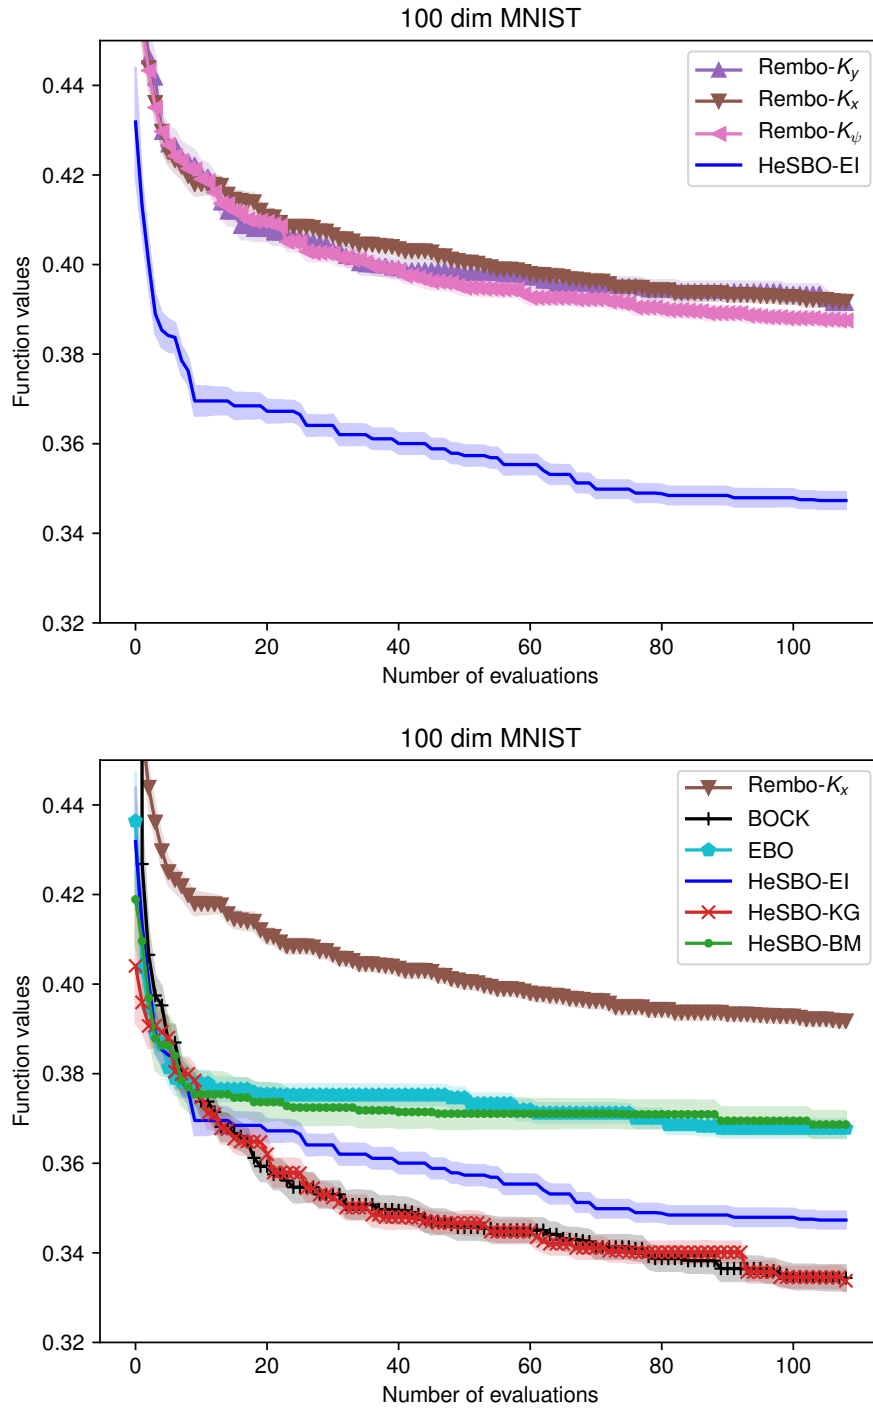 100 dim MNIST
Function values
0.44
0.42
0.40
0.38
0.36
0.34
0.32
Rembo-K_y
Rembo-K_x
Rembo-K_ψ
HeSBO-EI
0 20 40 60 80 100
Number of evaluations
100 dim MNIST
Function values
0.44
0.42
0.40
0.38
0.36
0.34
0.32
Rembo-K_x
BOCK
EBO
HeSBO-EI
HeSBO-KG
HeSBO-BM
0 20 40 60 80 100
Number of evaluations